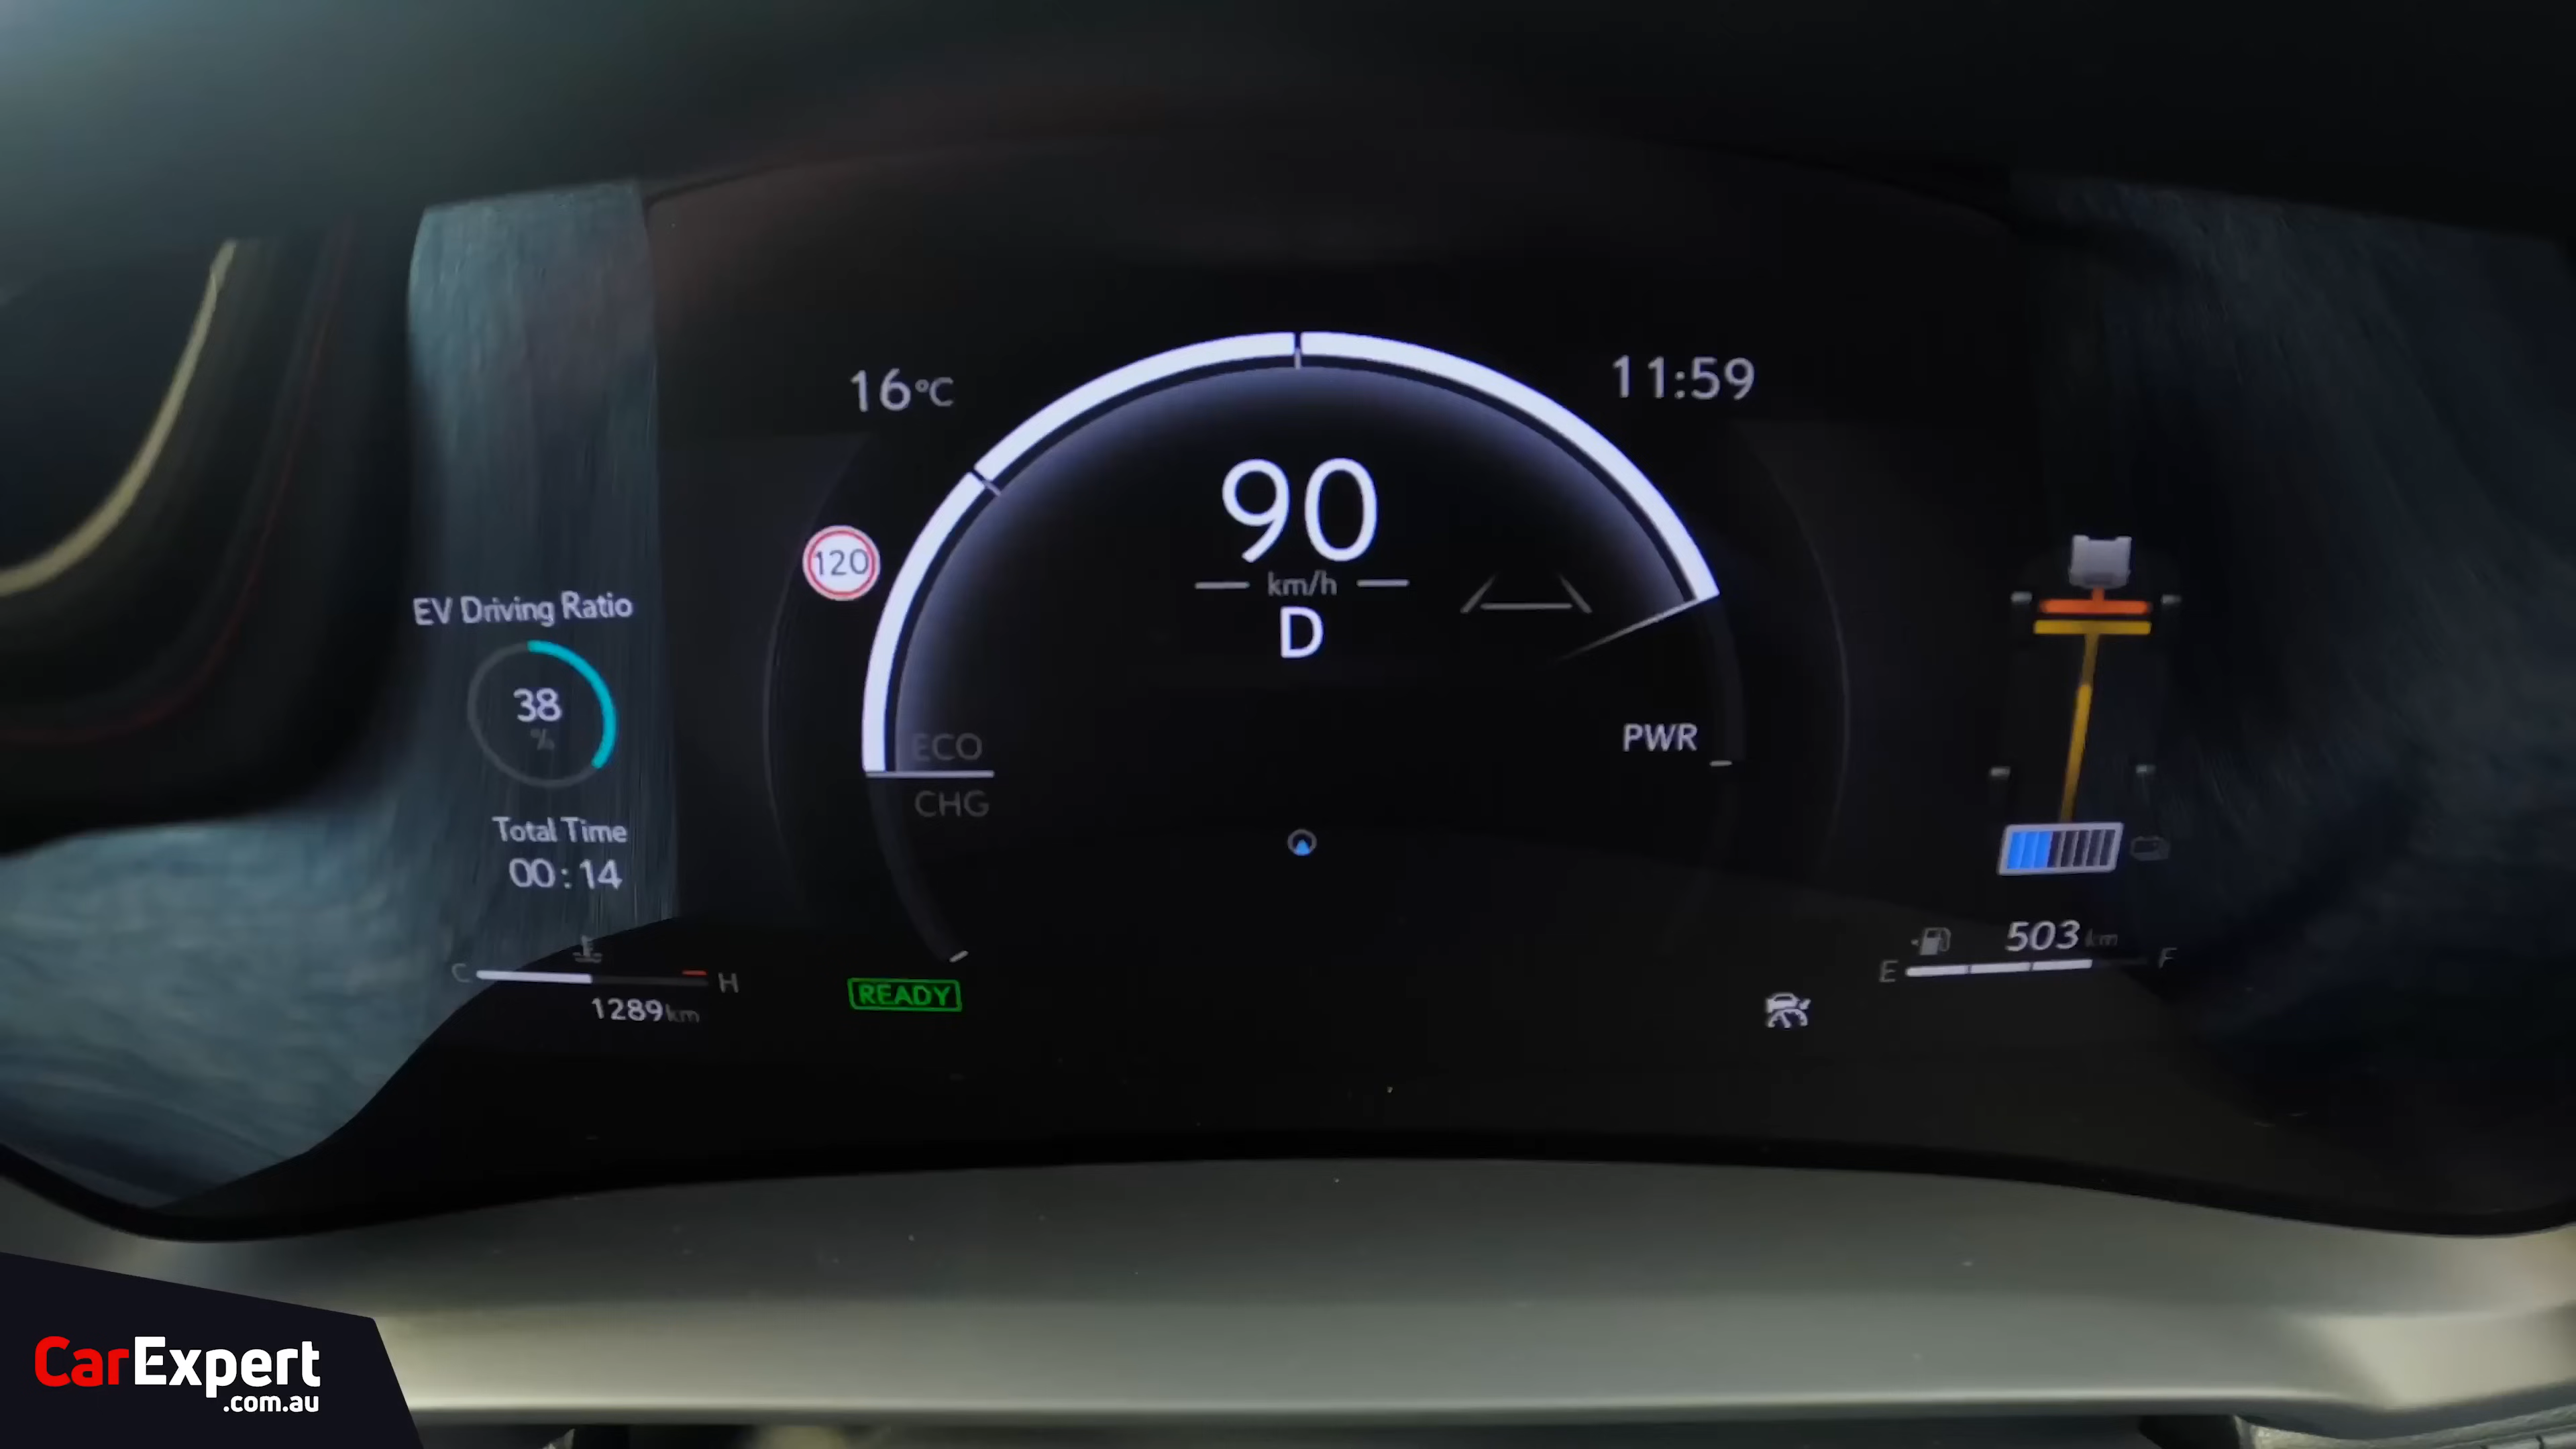 16°C
11:59
120
90
km/h
D
EV Driving Ratio
38
%
ECO
CHG
PWR
Total Time
00:14
503 km
E
F
C
H
1289km
READY
CarExpert
.com.au